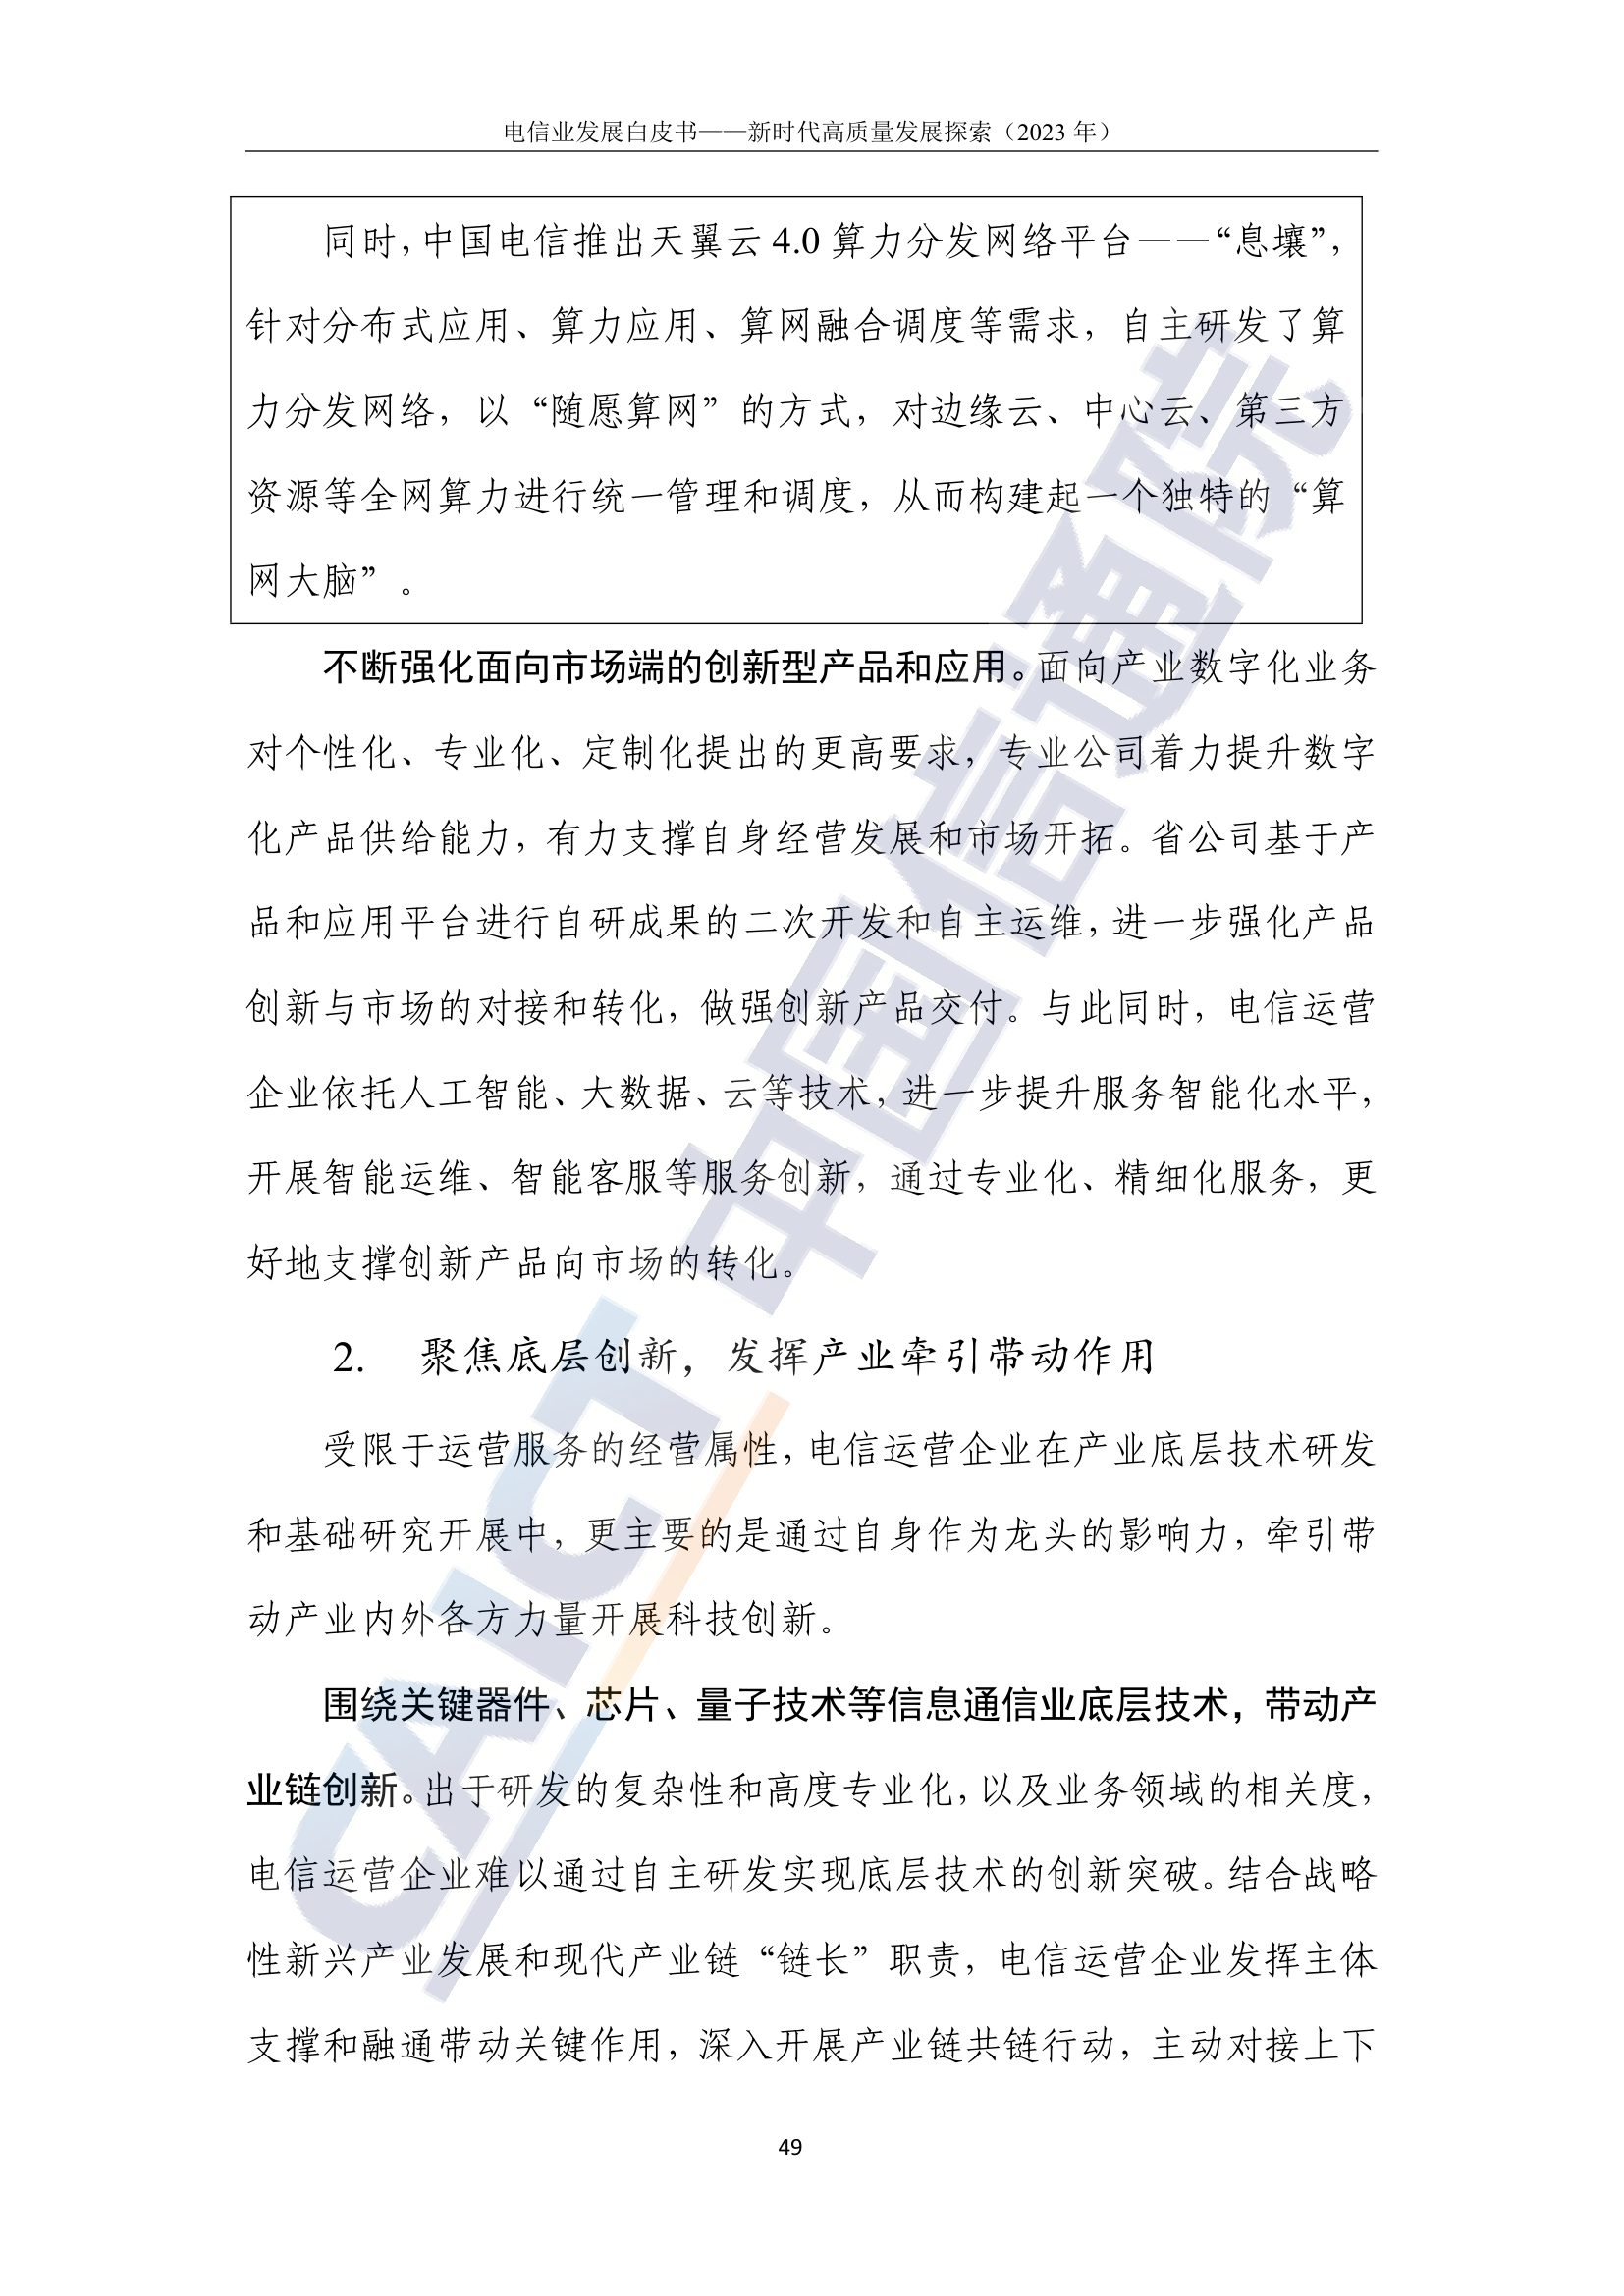 电信业发展白皮书——新时代高质量发展探索（2023 年）
同时，中国电信推出天翼云 4.0 算力分发网络平台——“息壤”，
针对分布式应用、算力应用、算网融合调度等需求，自主研发了算
力分发网络，以“随愿算网”的方式，对边缘云、中心云、第三方
资源等全网算力进行统一管理和调度，从而构建起一个独特的“算
网大脑”。
不断强化面向市场端的创新型产品和应用。面向产业数字化业务
对个性化、专业化、定制化提出的更高要求，专业公司着力提升数字
化产品供给能力，有力支撑自身经营发展和市场开拓。省公司基于产
品和应用平台进行自研成果的二次开发和自主运维，进一步强化产品
创新与市场的对接和转化，做强创新产品交付。与此同时，电信运营
企业依托人工智能、大数据、云等技术，进一步提升服务智能化水平，
开展智能运维、智能客服等服务创新，通过专业化、精细化服务，更
好地支撑创新产品向市场的转化。
2. 聚焦底层创新，发挥产业牵引带动作用
受限于运营服务的经营属性，电信运营企业在产业底层技术研发
和基础研究开展中，更主要的是通过自身作为龙头的影响力，牵引带
动产业内外各方力量开展科技创新。
围绕关键器件、芯片、量子技术等信息通信业底层技术，带动产
业链创新。出于研发的复杂性和高度专业化，以及业务领域的相关度，
电信运营企业难以通过自主研发实现底层技术的创新突破。结合战略
性新兴产业发展和现代产业链“链长”职责，电信运营企业发挥主体
支撑和融通带动关键作用，深入开展产业链共链行动，主动对接上下
49
CAICT 中国信通院